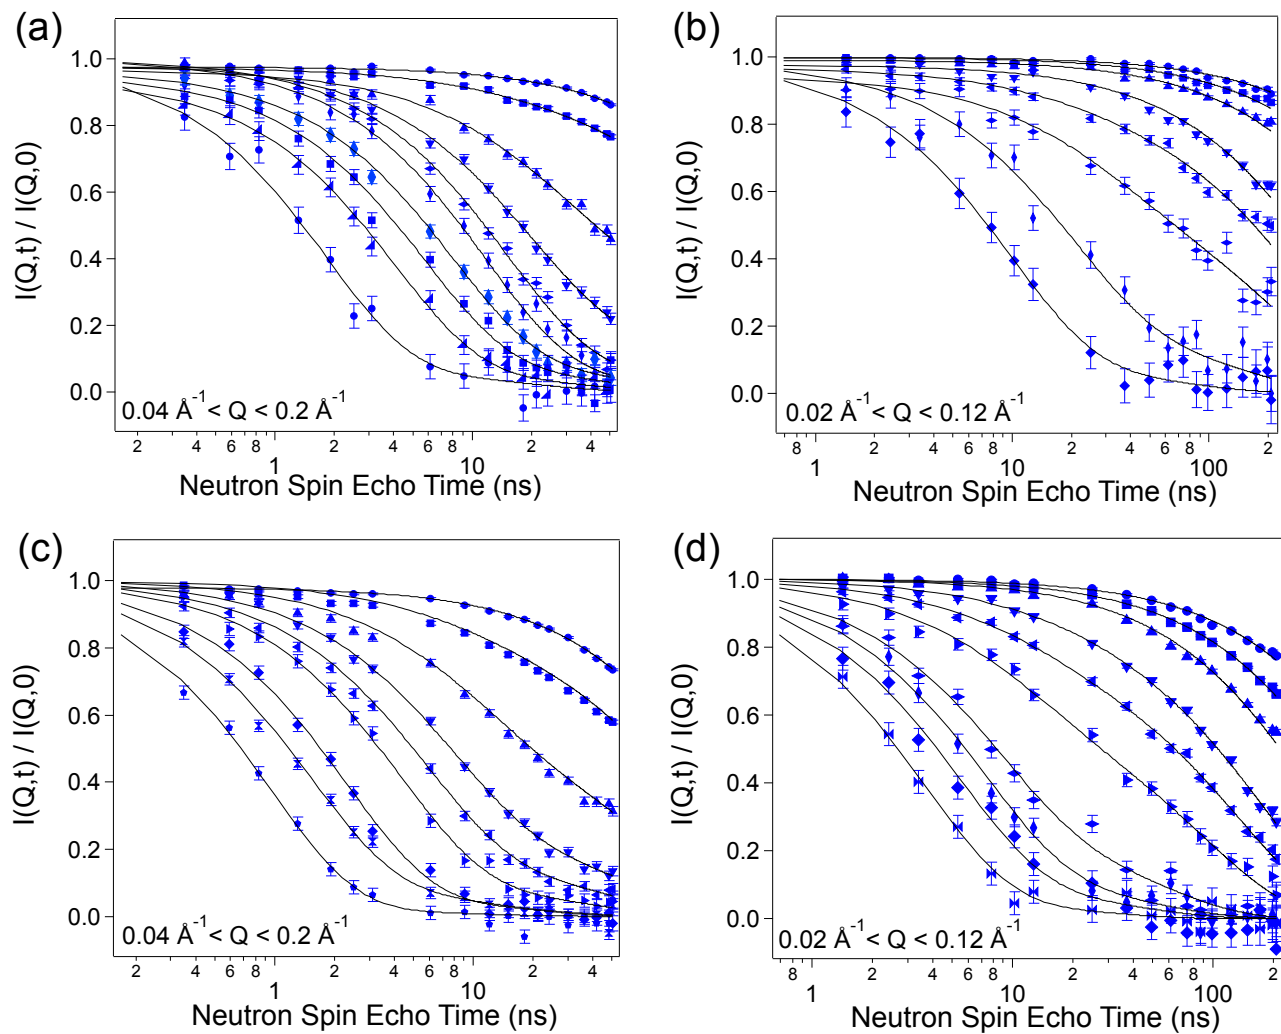 (a)
I(Q,t) / I(Q,0)
1.0
0.8
0.6
0.4
0.2
0.0
0.04 Å⁻¹ < Q < 0.2 Å⁻¹
2 4 6 8 1 2 4 6 8 10 2 4
Neutron Spin Echo Time (ns)
(b)
I(Q,t) / I(Q,0)
1.0
0.8
0.6
0.4
0.2
0.0
0.02 Å⁻¹ < Q < 0.12 Å⁻¹
8 1 2 4 6 8 10 2 4 6 8 100 2
Neutron Spin Echo Time (ns)
(c)
I(Q,t) / I(Q,0)
1.0
0.8
0.6
0.4
0.2
0.0
0.04 Å⁻¹ < Q < 0.2 Å⁻¹
2 4 6 8 1 2 4 6 8 10 2 4
Neutron Spin Echo Time (ns)
(d)
I(Q,t) / I(Q,0)
1.0
0.8
0.6
0.4
0.2
0.0
0.02 Å⁻¹ < Q < 0.12 Å⁻¹
6 8 1 2 4 6 8 10 2 4 6 8 100 2
Neutron Spin Echo Time (ns)